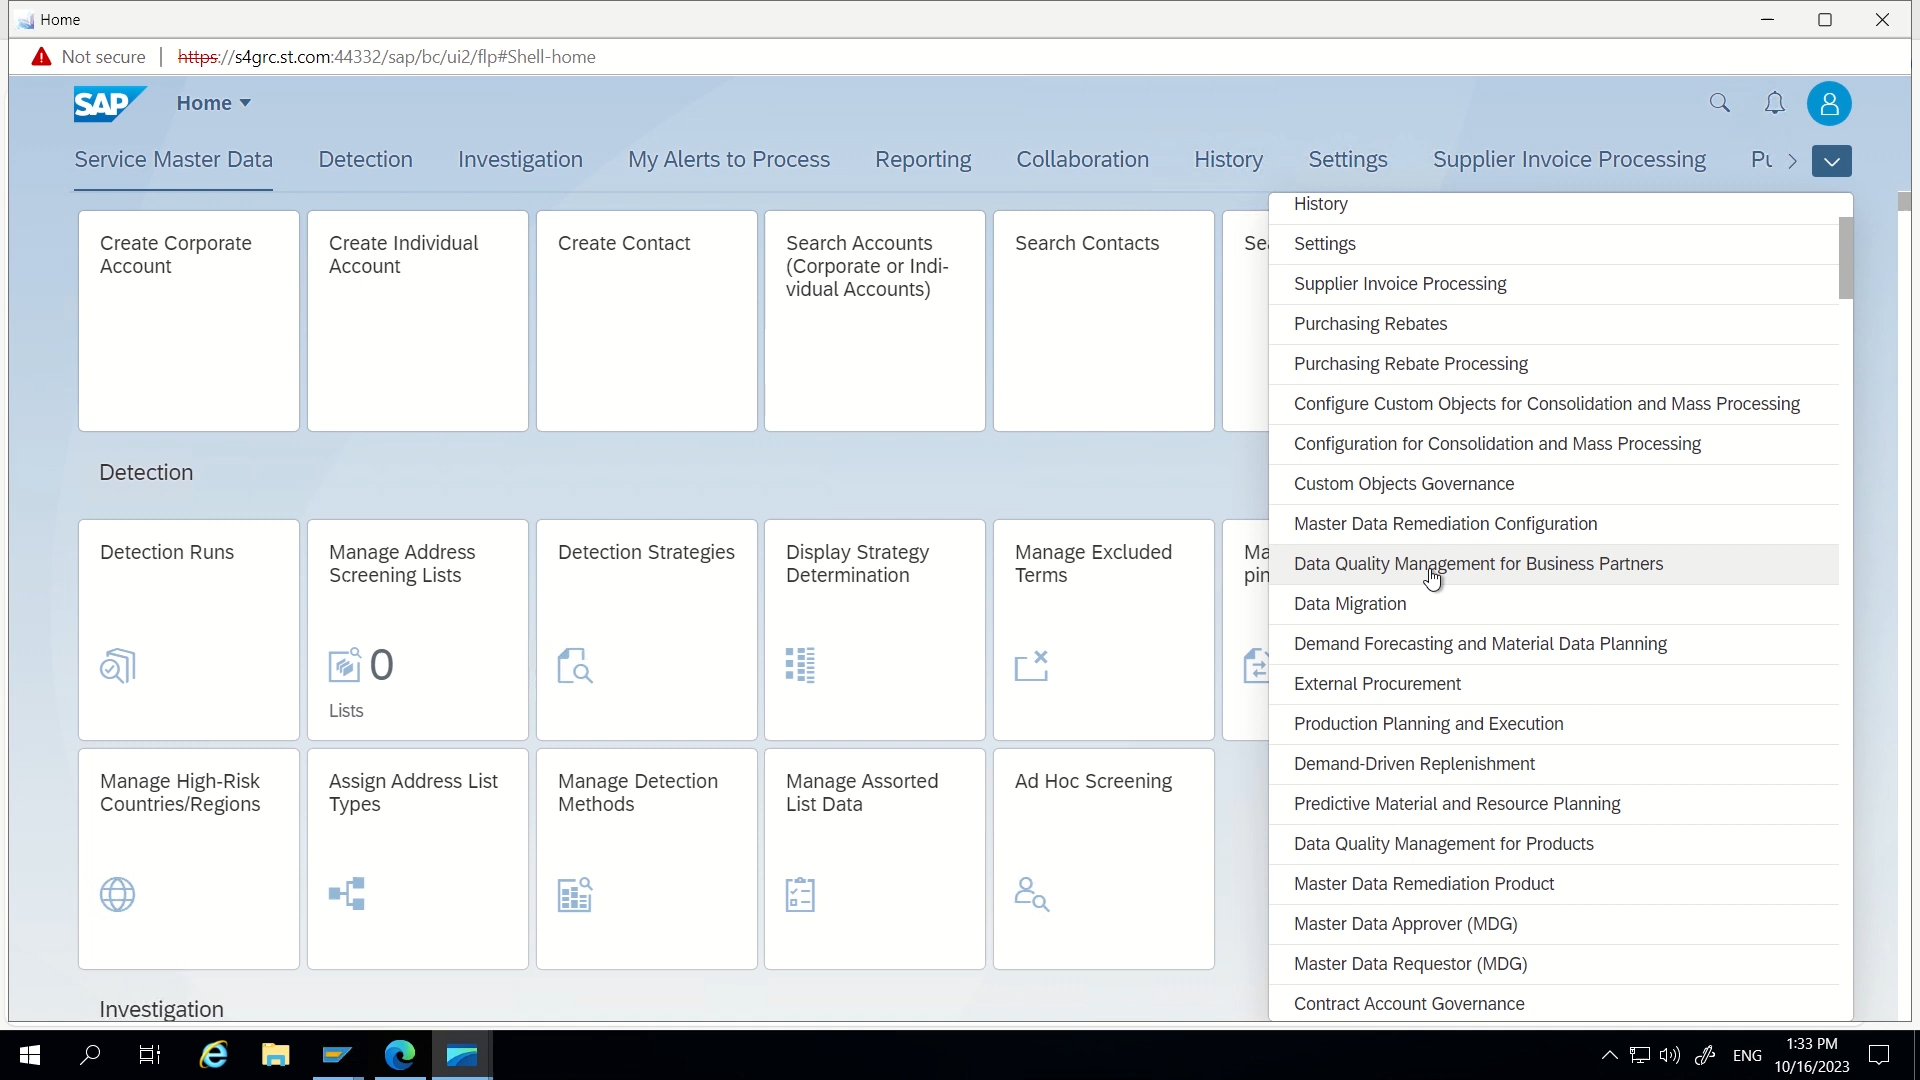 Home
Not secure
https://s4grc.st.com:44332/sap/bc/ui2/flp#Shell-home
SAP
Home
Service Master Data
Detection
Investigation
My Alerts to Process
Reporting
Collaboration
History
Settings
Supplier Invoice Processing
Create Corporate
Account
Create Individual
Account
Create Contact
Search Accounts
(Corporate or Indi-
vidual Accounts)
Search Contacts
Detection
Detection Runs
Manage Address
Screening Lists
0
Lists
Detection Strategies
Display Strategy
Determination
Manage Excluded
Terms
Manage High-Risk
Countries/Regions
Assign Address List
Types
Manage Detection
Methods
Manage Assorted
List Data
Ad Hoc Screening
Investigation
History
Settings
Supplier Invoice Processing
Purchasing Rebates
Purchasing Rebate Processing
Configure Custom Objects for Consolidation and Mass Processing
Configuration for Consolidation and Mass Processing
Custom Objects Governance
Master Data Remediation Configuration
Data Quality Management for Business Partners
Data Migration
Demand Forecasting and Material Data Planning
External Procurement
Production Planning and Execution
Demand-Driven Replenishment
Predictive Material and Resource Planning
Data Quality Management for Products
Master Data Remediation Product
Master Data Approver (MDG)
Master Data Requestor (MDG)
Contract Account Governance
ENG
1:33 PM
10/16/2023